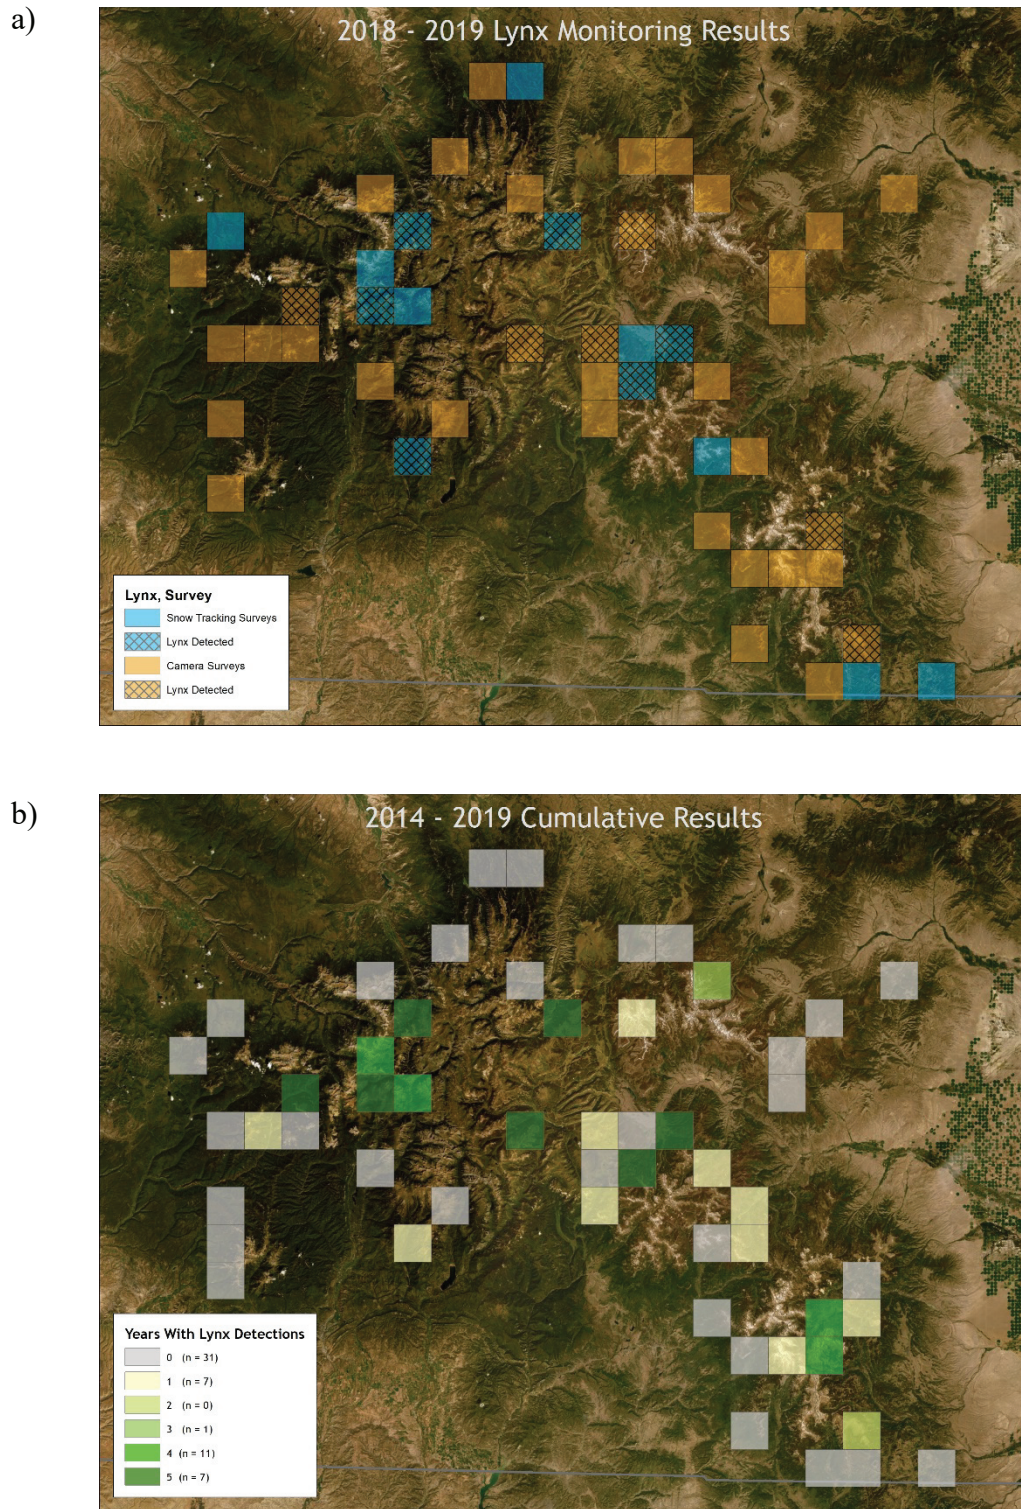 a)
2018 - 2019 Lynx Monitoring Results
Lynx, Survey
Snow Tracking Surveys
Lynx Detected
Camera Surveys
Lynx Detected
b)
2014 - 2019 Cumulative Results
Years With Lynx Detections
0 (n = 31)
1 (n = 7)
2 (n = 0)
3 (n = 1)
4 (n = 11)
5 (n = 7)